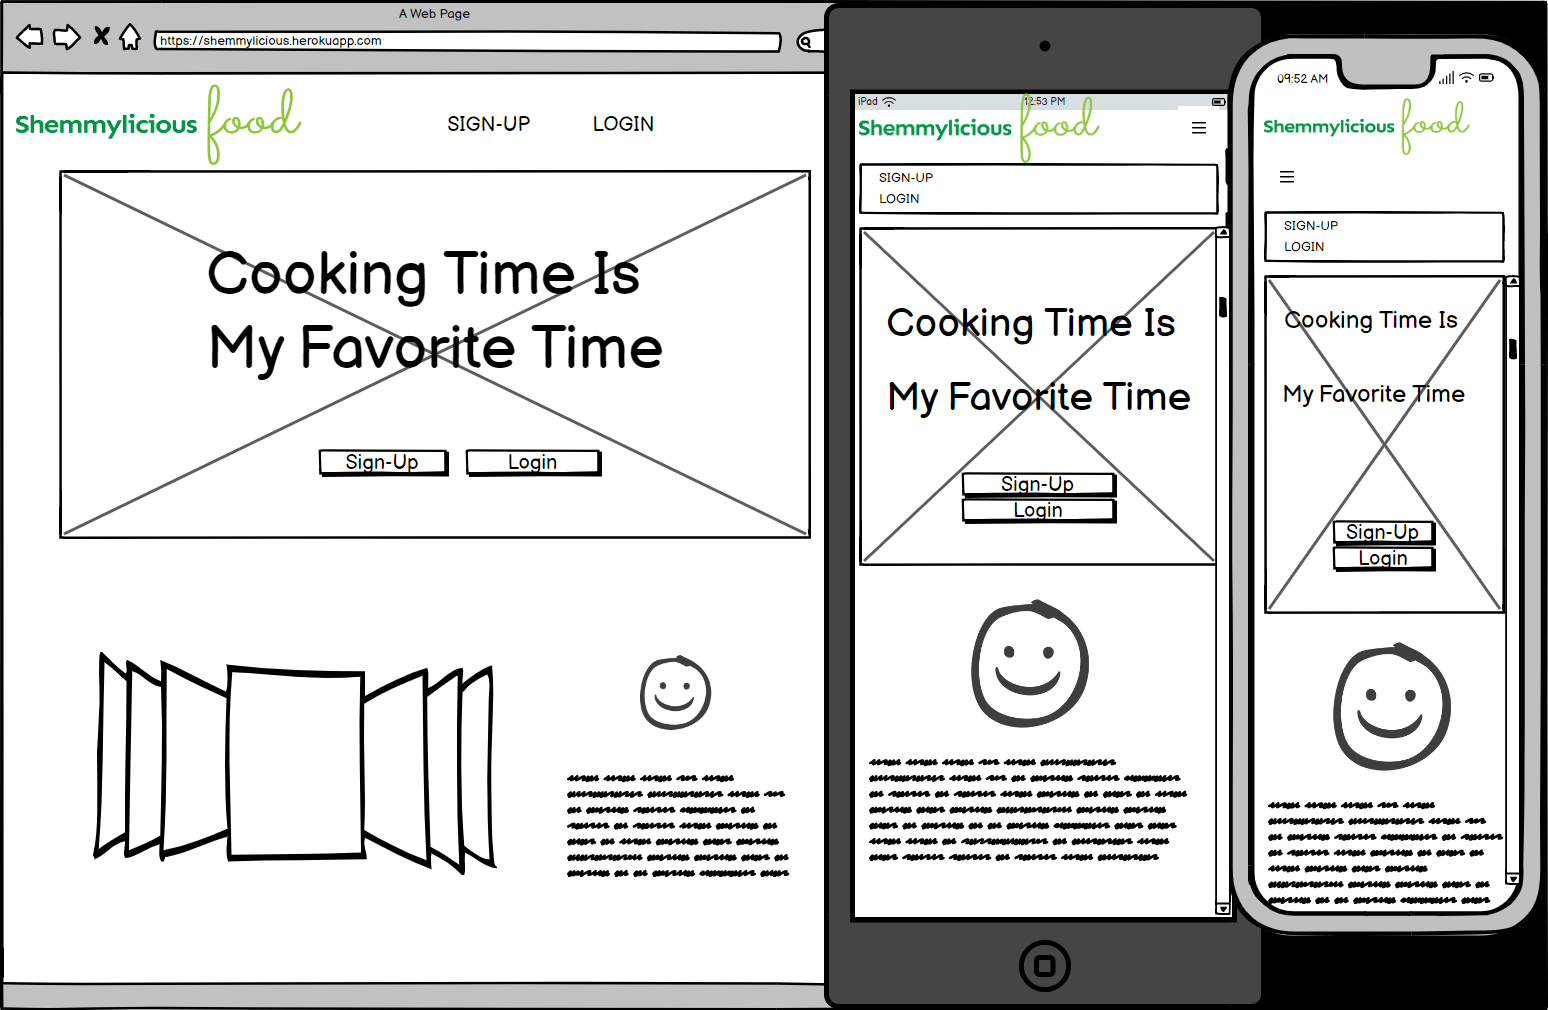 A Web Page
https://shemmylicious.herokuapp.com
Shemmylicious food
SIGN-UP
LOGIN
Cooking Time Is
My Favorite Time
Sign-Up
Login
iPad
12:53 PM
Shemmylicious food
SIGN-UP
LOGIN
Cooking Time Is
My Favorite Time
Sign-Up
Login
09:52 AM
Shemmylicious food
SIGN-UP
LOGIN
Cooking Time Is
My Favorite Time
Sign-Up
Login